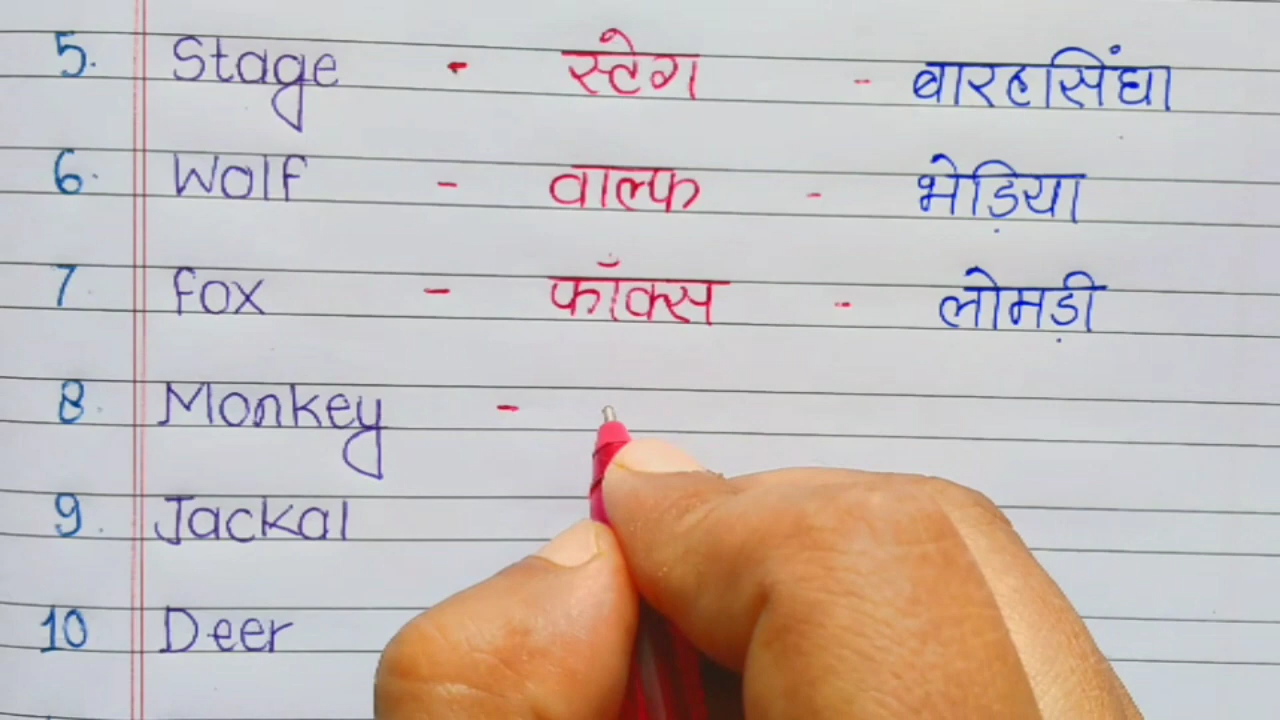 5. Stage - स्टेग - बारहसिंघा
6. Wolf - वाल्फ - भेड़िया
7 Fox - फॉक्स - लोमड़ी
8. Monkey -
9. Jackal
10 Deer